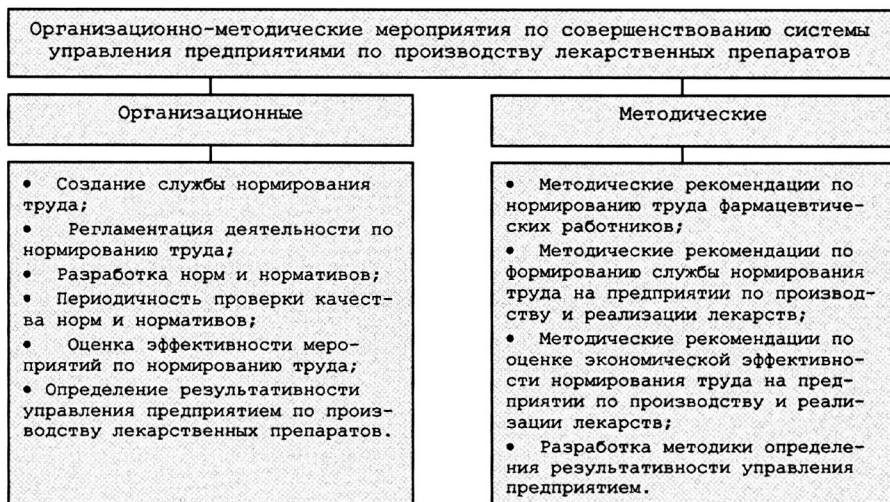 Организационно-методические мероприятия по совершенствованию системы
управления предприятиями по производству лекарственных препаратов
Организационные
• Создание службы нормирования
труда;
• Регламентация деятельности по
нормированию труда;
• Разработка норм и нормативов;
• Периодичность проверки качест-
ва норм и нормативов;
• Оценка эффективности меро-
приятий по нормированию труда;
• Определение результативности
управления предприятием по произ-
водству лекарственных препаратов.
Методические
• Методические рекомендации по
нормированию труда фармацевтиче-
ских работников;
• Методические рекомендации по
формированию службы нормирования
труда на предприятии по производ-
ству и реализации лекарств;
• Методические рекомендации по
оценке экономической эффективно-
сти нормирования труда на пред-
приятии по производству и реали-
зации лекарств;
• Разработка методики определе-
ния результативности управления
предприятием.